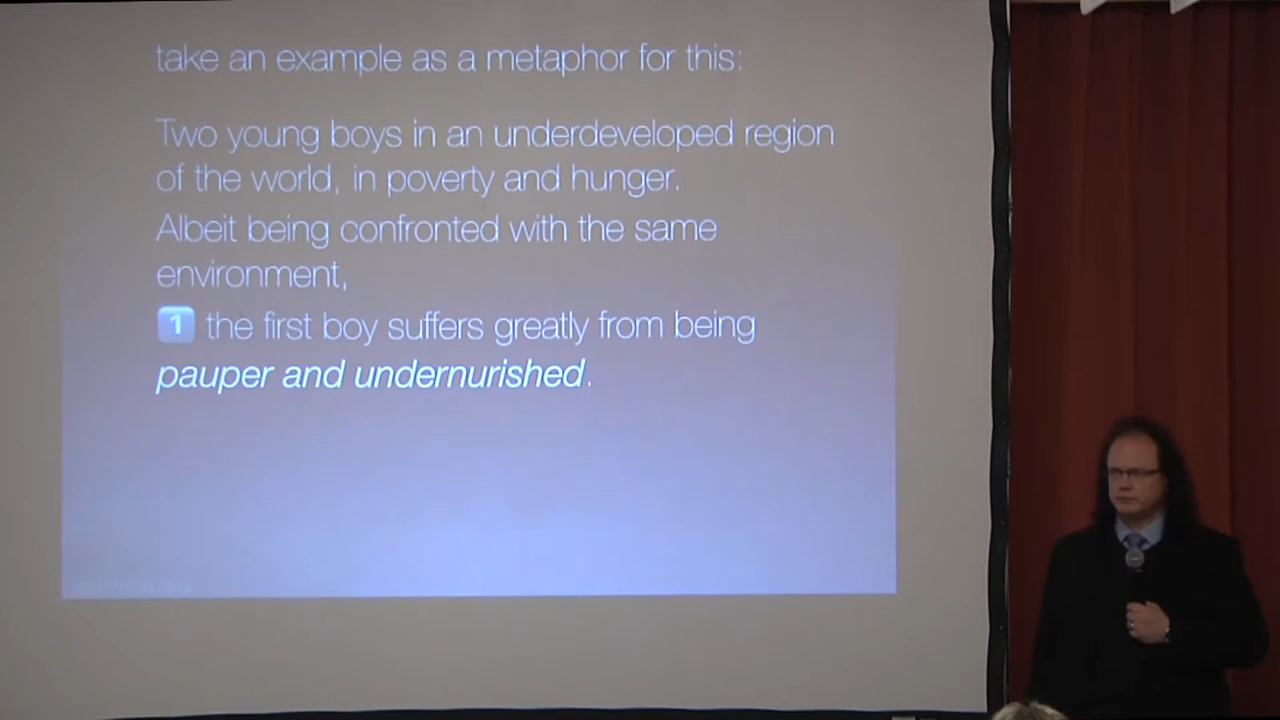 take an example as a metaphor for this:
Two young boys in an underdeveloped region
of the world, in poverty and hunger.
Albeit being confronted with the same
environment,
1 the first boy suffers greatly from being
pauper and undernurished.